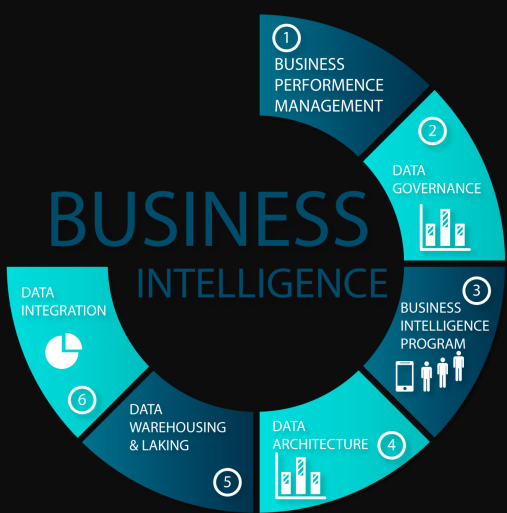 BUSINESS
INTELLIGENCE
1
BUSINESS
PERFORMENCE
MANAGEMENT
2
DATA
GOVERNANCE
3
BUSINESS
INTELLIGENCE
PROGRAM
DATA
ARCHITECTURE
4
DATA
WAREHOUSING
& LAKING
5
DATA
INTEGRATION
6